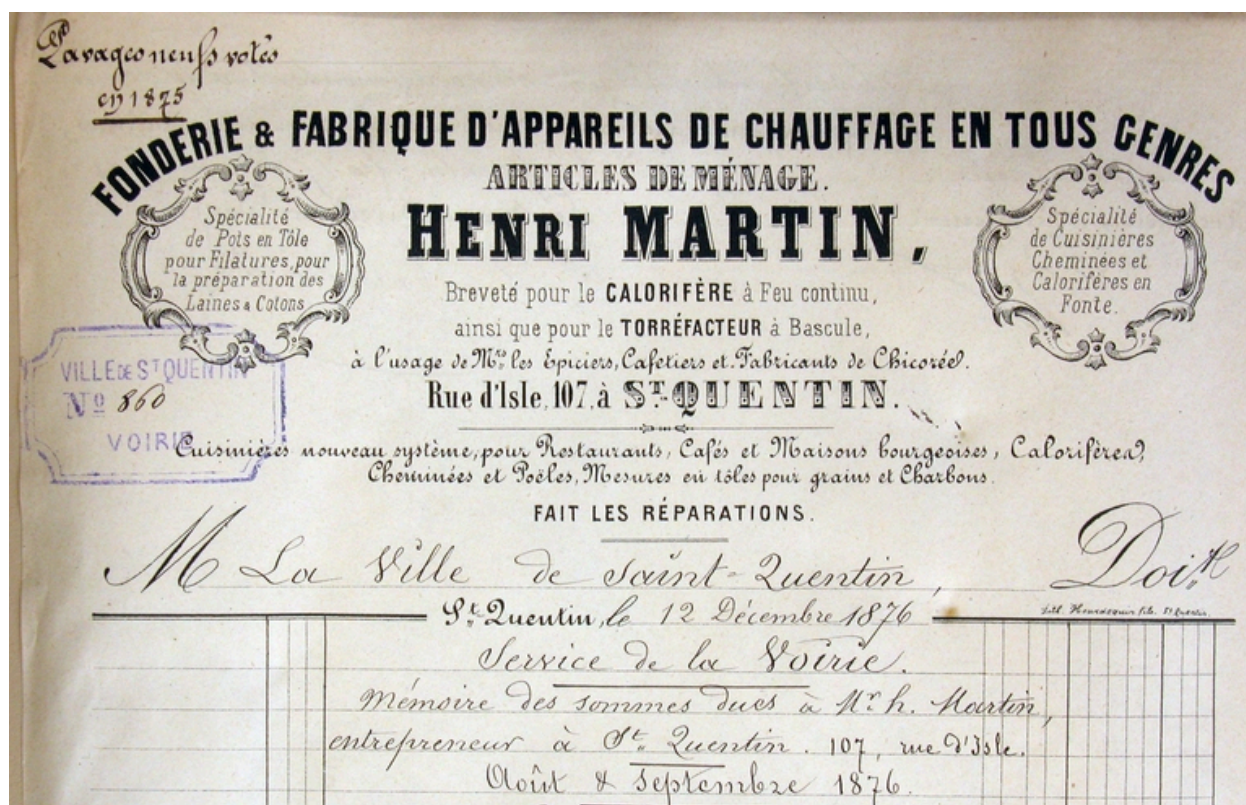 Pavages neufs votés
en 1875
FONDERIE & FABRIQUE D'APPAREILS DE CHAUFFAGE EN TOUS GENRES
ARTICLES DE MÉNAGE.
HENRI MARTIN,
Spécialité
de Pots en Tôle
pour Filatures, pour
la préparation des
Laines & Cotons
Spécialité
de Cuisinières
Cheminées et
Calorifères en
Fonte.
Breveté pour le CALORIFÈRE à Feu continu,
ainsi que pour le TORRÉFACTEUR à Bascule,
à l'usage de Mrs les Epiciers, Cafetiers et Fabricants de Chicorée.
Rue d'Isle, 107, à ST-QUENTIN.
VILLE DE ST QUENTIN
No 860
VOIRIE
Cuisinières nouveau système, pour Restaurants, Cafés et Maisons bourgeoises, Calorifères,
Cheminées et Poëles, Mesures en tôles pour grains et Charbons.
FAIT LES RÉPARATIONS.
M La Ville de Saint-Quentin, Doit
St Quentin, le 12 Décembre 1876
Lith. St Quentin.
Service de la Voirie.
Mémoire des sommes dues à Mr h. Martin,
entrepreneur à St. Quentin. 107, rue d'Isle.
Août & Septembre 1876.